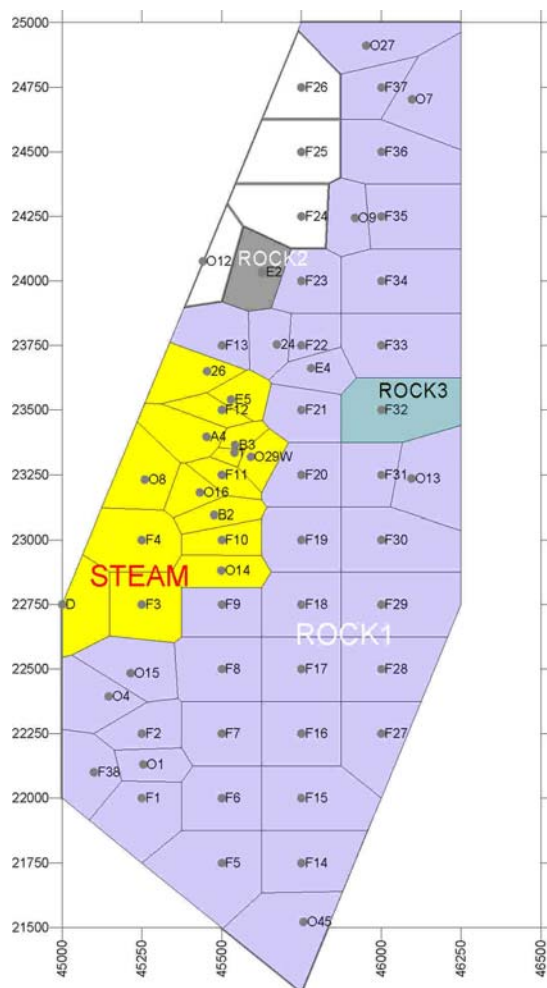 25000
O27
24750
F26
F37
O7
24500
F25
F36
24250
F24
O9
F35
O12
ROCK2
24000
E2
F23
F34
23750
F13
24
F22
F33
E4
26
ROCK3
E5
23500
F12
F21
F32
A4
B3
O29W
23250
O8
F11
F20
F31
O13
O16
B2
23000
F4
F10
F19
F30
STEAM
O14
22750
D
F3
F9
F18
F29
ROCK1
22500
O15
F8
F17
F28
O4
22250
F2
F7
F16
F27
F38
O1
22000
F1
F6
F15
21750
F5
F14
21500
O45
45000
45250
45500
45750
46000
46250
46500